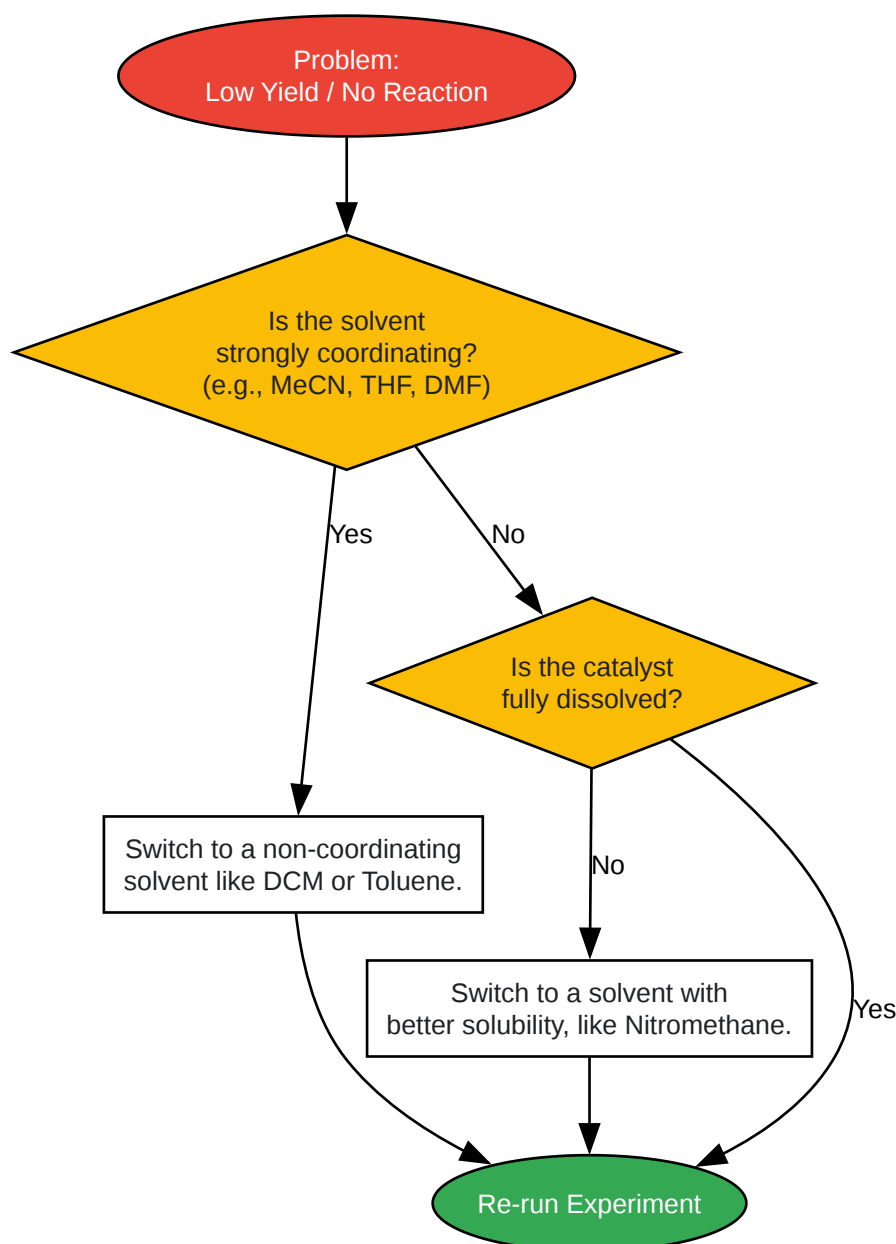 Problem:
Low Yield / No Reaction
Is the solvent
strongly coordinating?
(e.g., MeCN, THF, DMF)
Yes
No
Is the catalyst
fully dissolved?
Switch to a non-coordinating
solvent like DCM or Toluene.
No
Switch to a solvent with
better solubility, like Nitromethane.
Yes
Re-run Experiment